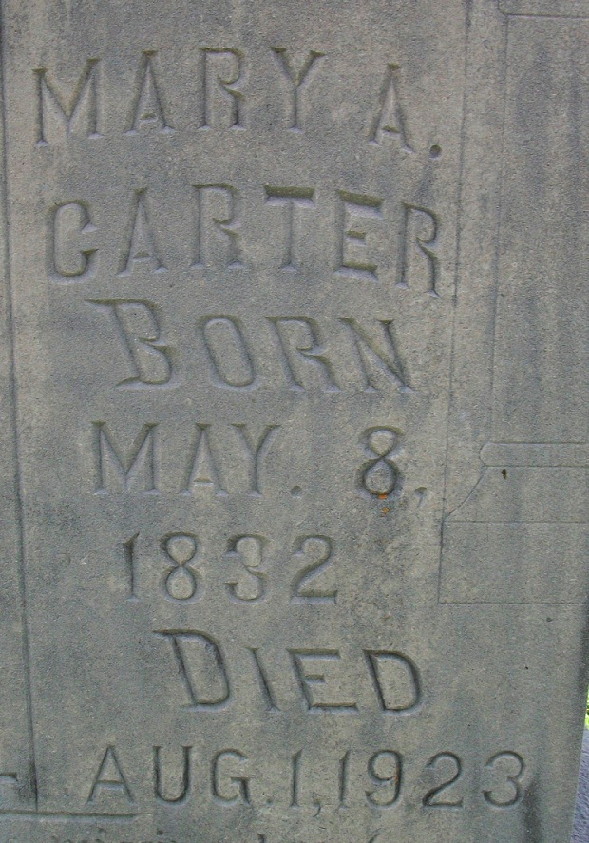 MARY A.
CARTER
BORN
MAY. 8,
1832
DIED
AUG. 1, 1923